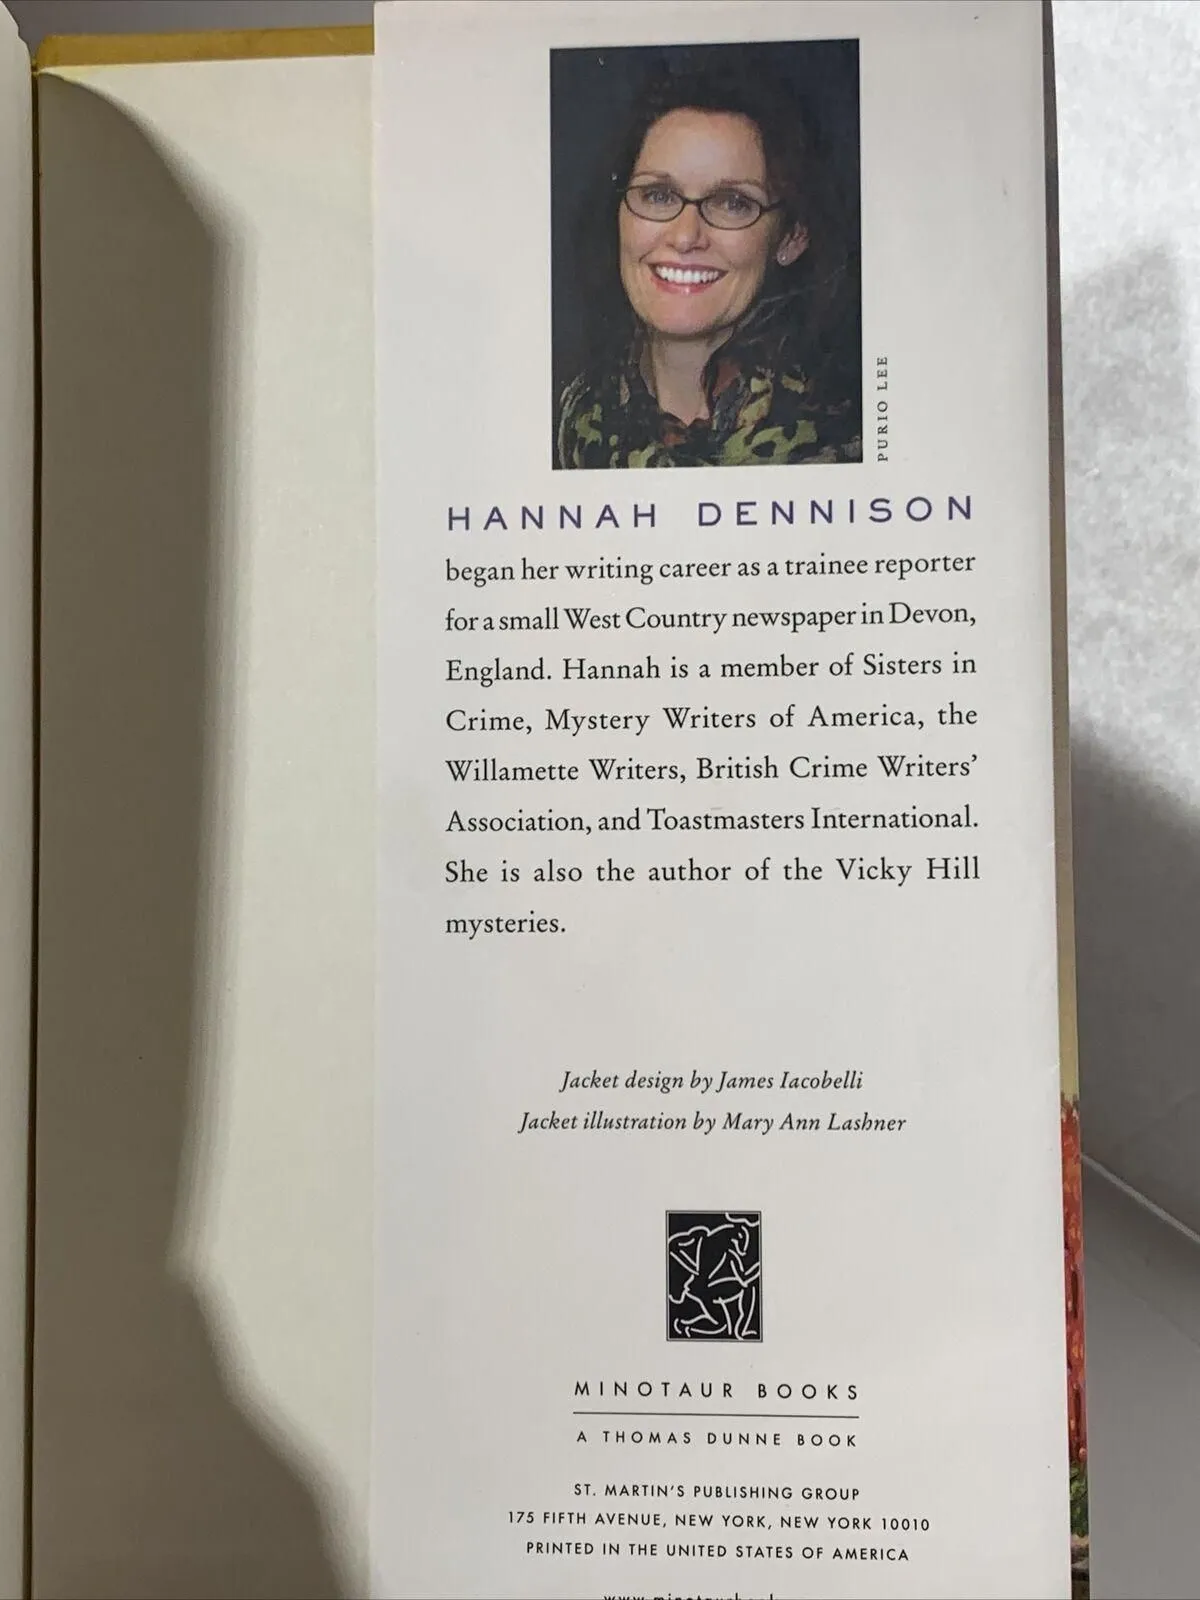 PURIO LEE
HANNAH DENNISON
began her writing career as a trainee reporter
for a small West Country newspaper in Devon,
England. Hannah is a member of Sisters in
Crime, Mystery Writers of America, the
Willamette Writers, British Crime Writers’
Association, and Toastmasters International.
She is also the author of the Vicky Hill
mysteries.
Jacket design by James Iacobelli
Jacket illustration by Mary Ann Lashner
MINOTAUR BOOKS
A THOMAS DUNNE BOOK
ST. MARTIN’S PUBLISHING GROUP
175 FIFTH AVENUE, NEW YORK, NEW YORK 10010
PRINTED IN THE UNITED STATES OF AMERICA